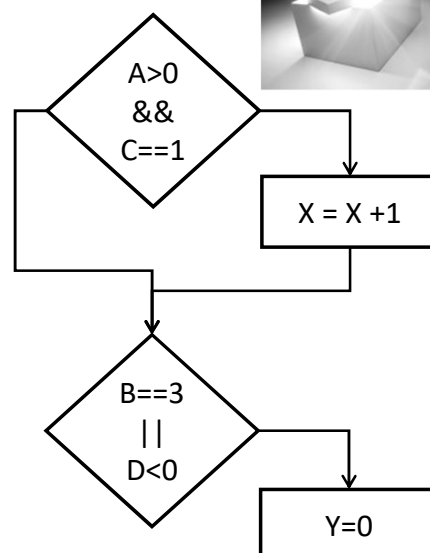 A>0
&&
C==1
X = X +1
B==3
||
D<0
Y=0